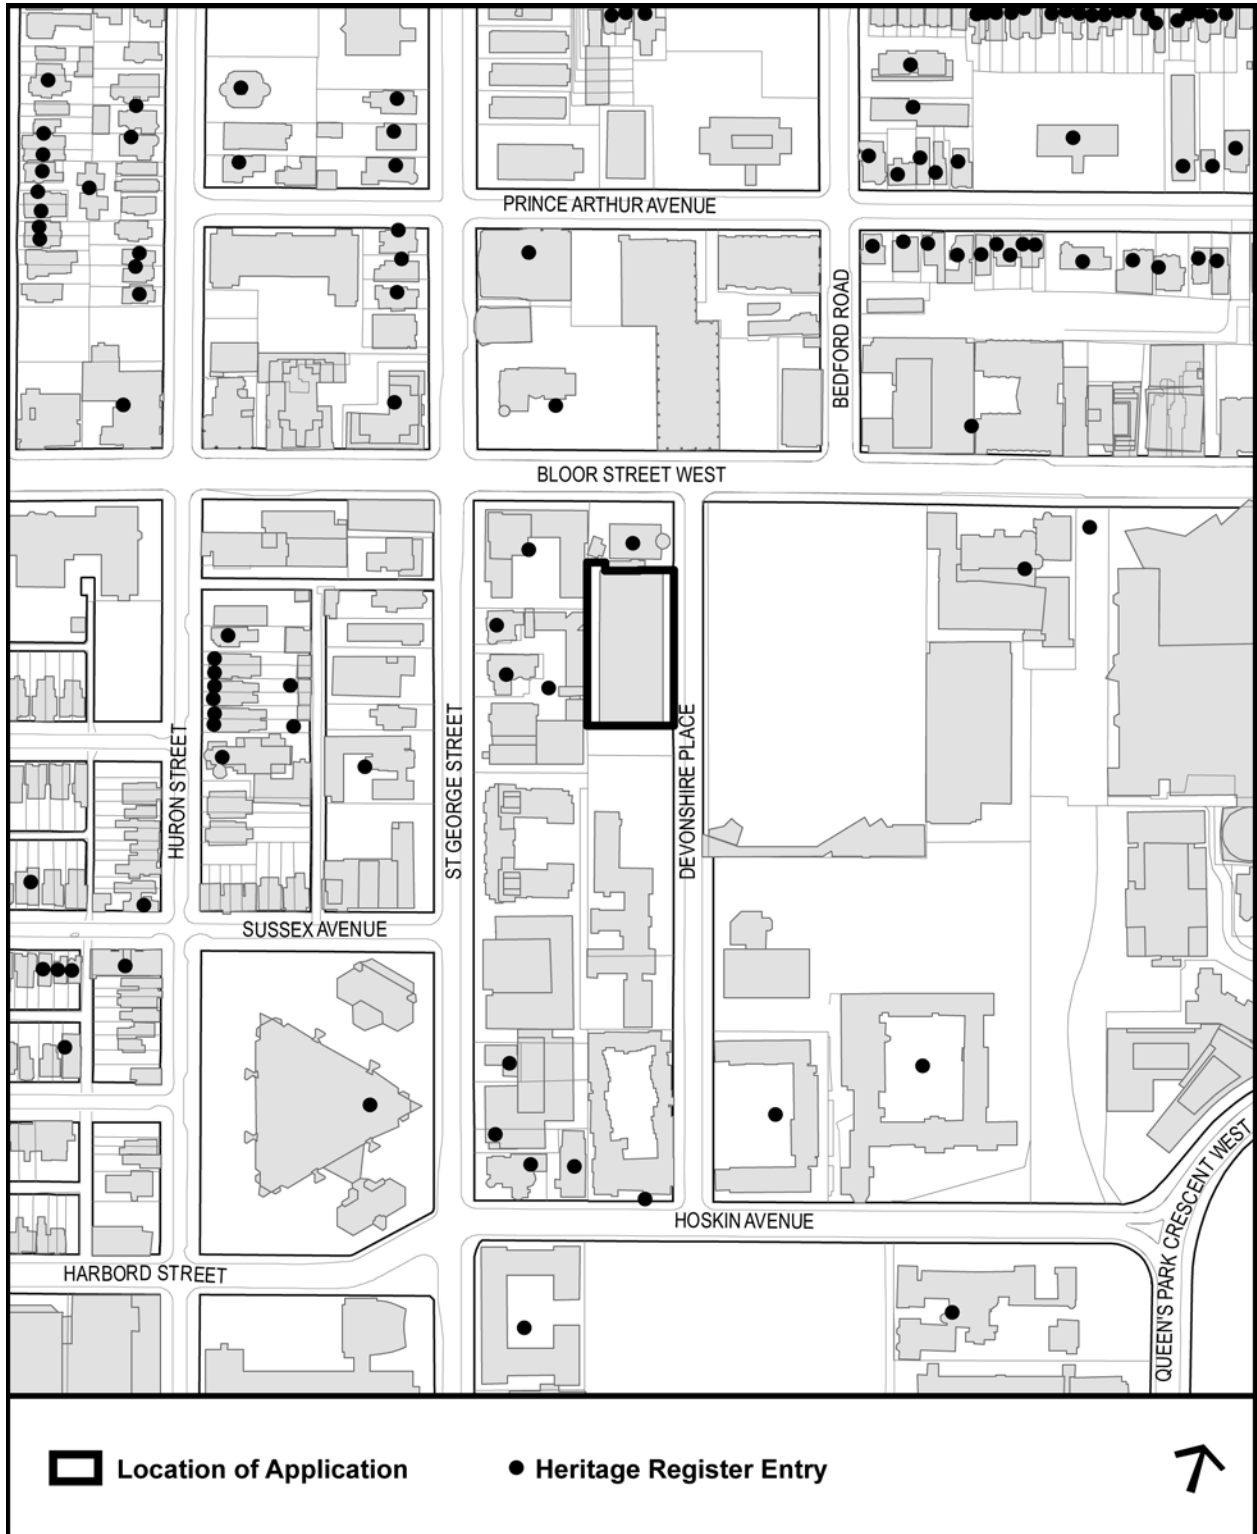 PRINCE ARTHUR AVENUE
BEDFORD ROAD
BLOOR STREET WEST
HURON STREET
ST GEORGE STREET
DEVONSHIRE PLACE
SUSSEX AVENUE
HOSKIN AVENUE
QUEEN'S PARK CRESCENT WEST
HARBORD STREET
Location of Application
Heritage Register Entry